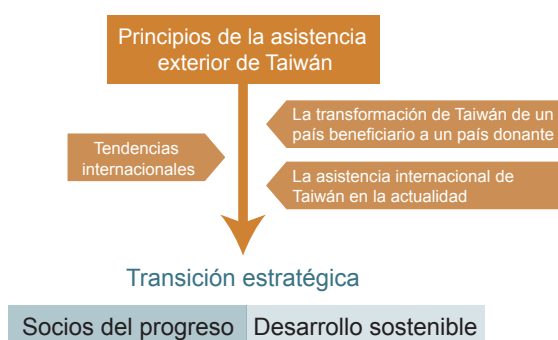 Principios de la asistencia
exterior de Taiwán
La transformación de Taiwán de un
país beneficiario a un país donante
Tendencias
internacionales
La asistencia internacional de
Taiwán en la actualidad
Transición estratégica
Socios del progreso
Desarrollo sostenible